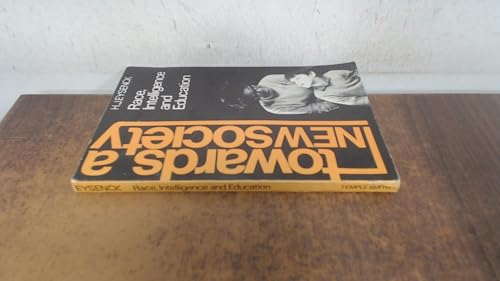 H.J.EYSENCK
Race,
Intelligence
and
Education
towards a
NEW SOCIETY
EYSENCK Race, Intelligence and Education TEMPLE SMITH